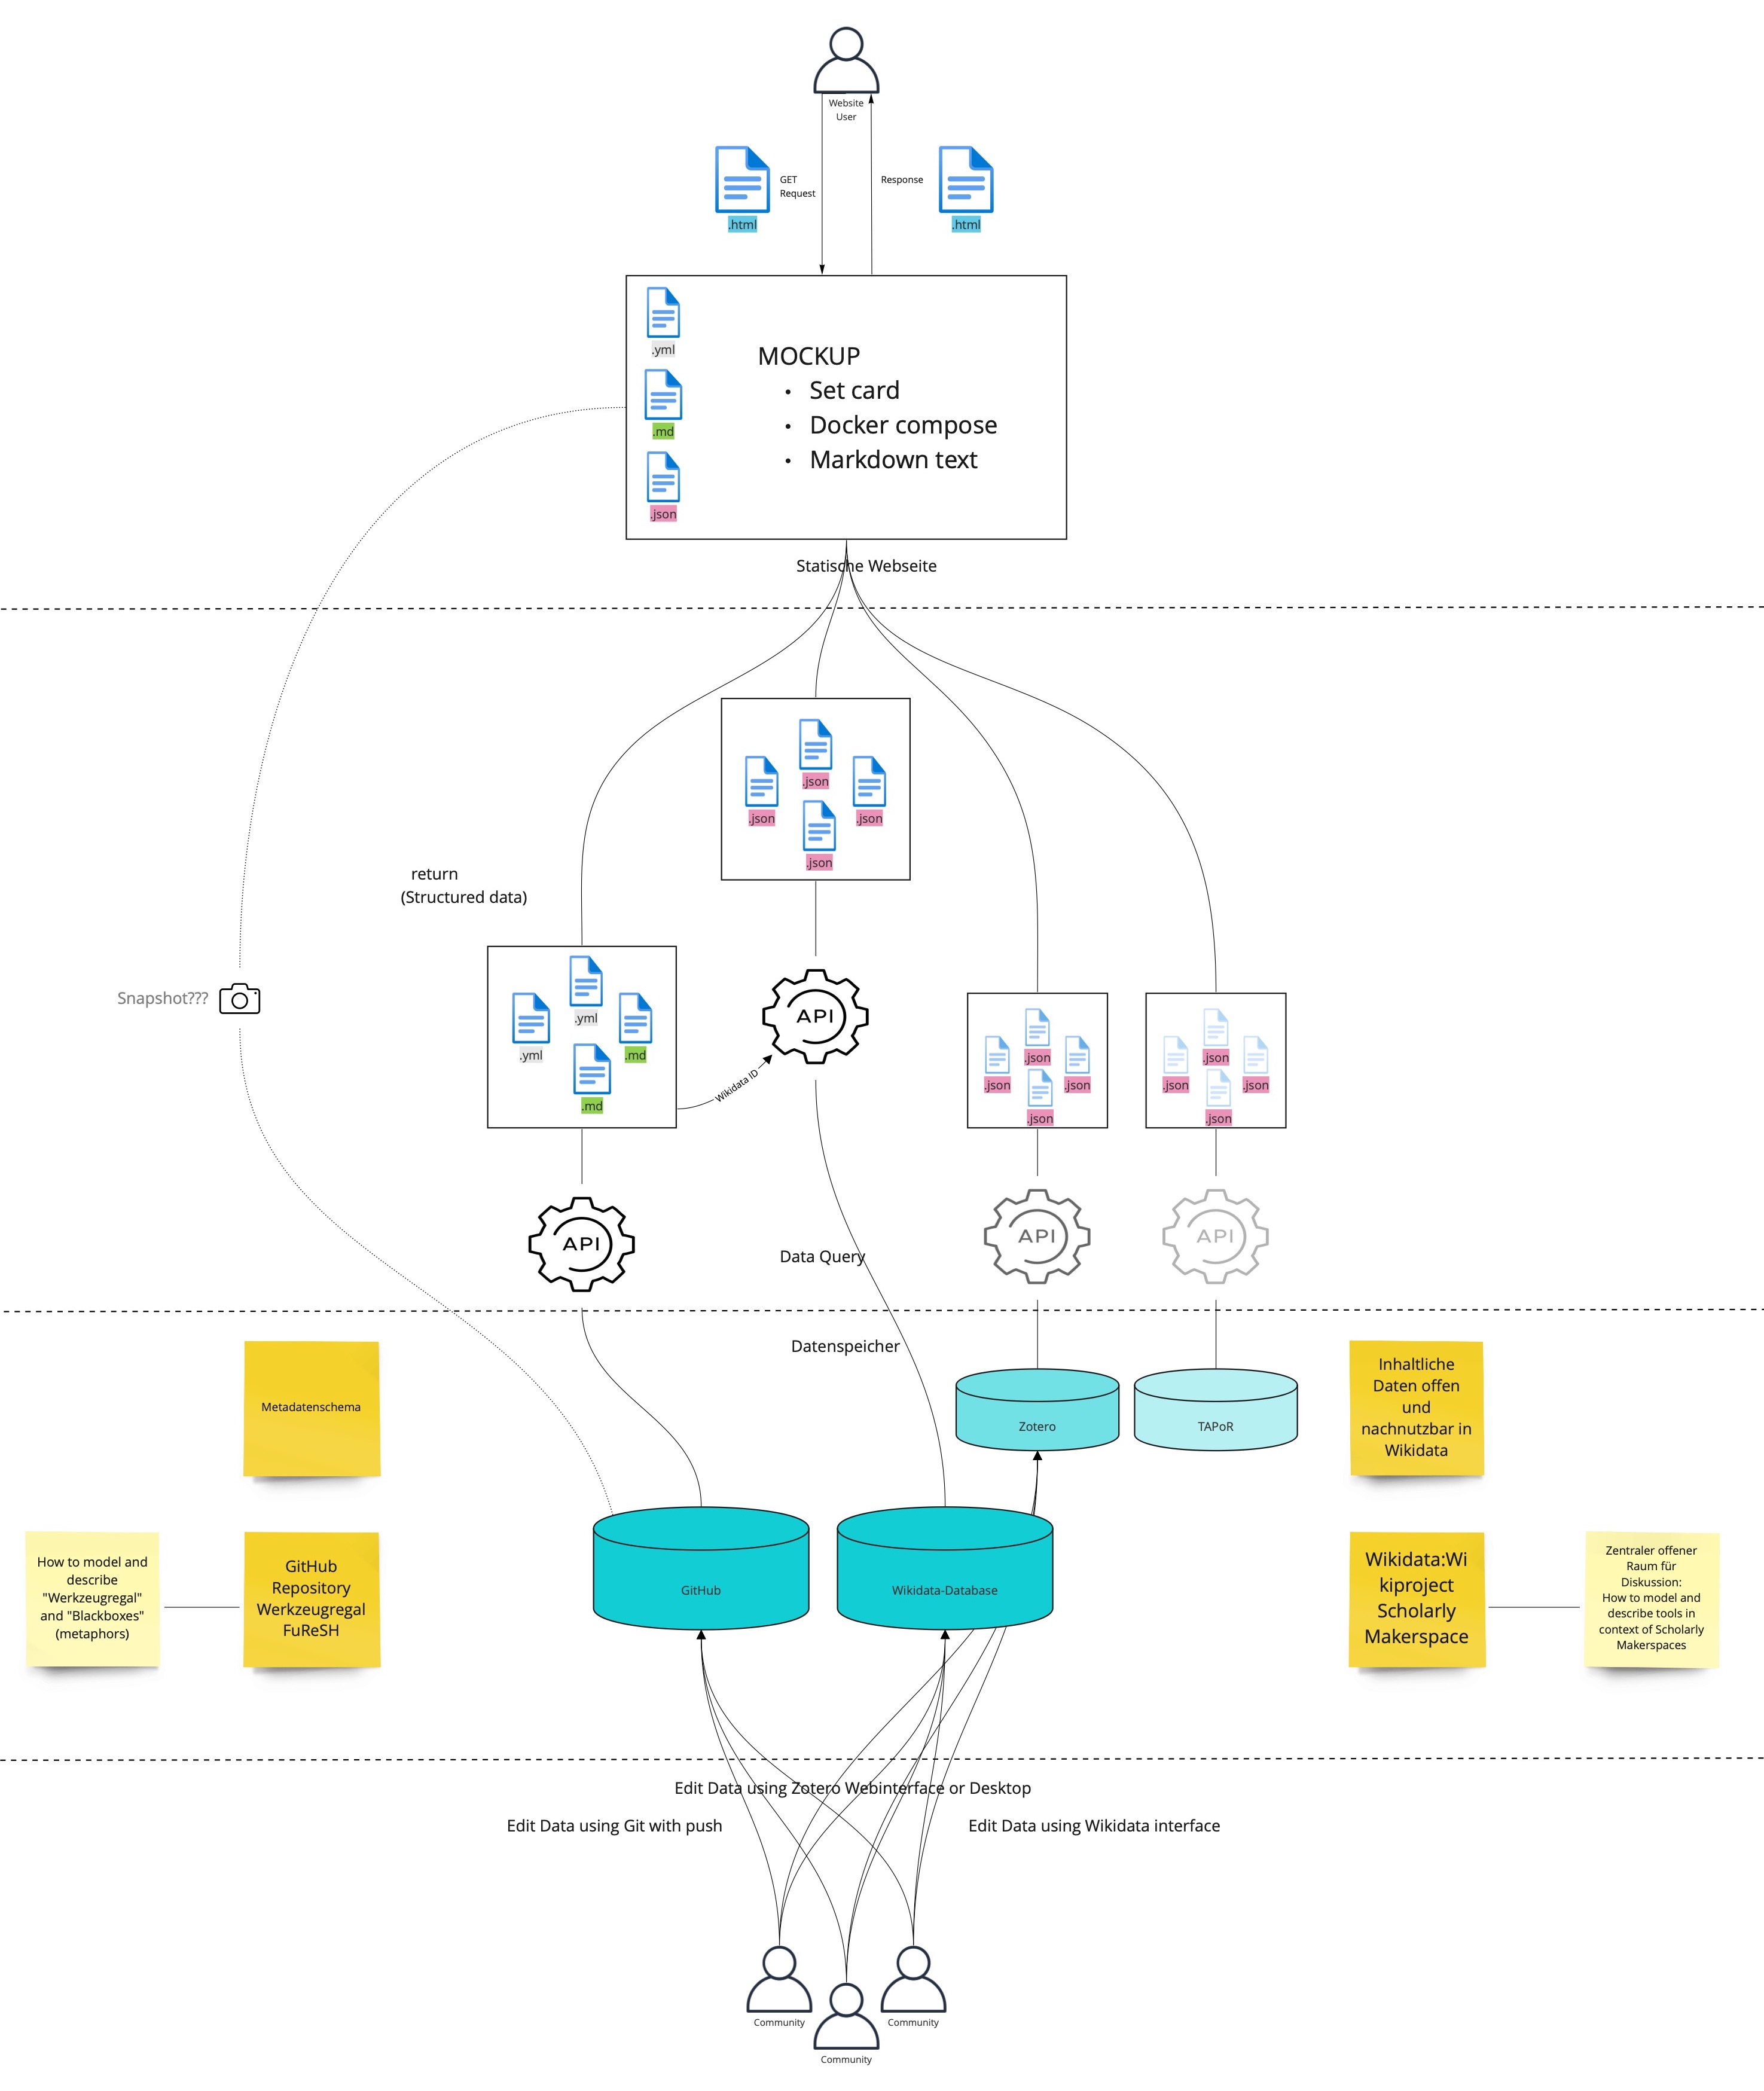 Website
User
GET
Request
Response
.html
.html
.yml
.md
.json
MOCKUP
• Set card
• Docker compose
• Markdown text
Statische Webseite
.json
.json
.json
.json
return
(Structured data)
Snapshot???
.yml
.yml
.md
.md
Wikidata ID
API
.json
.json
.json
.json
.json
.json
.json
.json
API
API
API
Data Query
Datenspeicher
Metadatenschema
Zotero
TAPoR
Inhaltliche
Daten offen
und
nachnutzbar in
Wikidata
How to model and
describe
"Werkzeugregal"
and "Blackboxes"
(metaphors)
GitHub
Repository
Werkzeugregal
FuReSH
GitHub
Wikidata-Database
Wikidata:Wi
kiproject
Scholarly
Makerspace
Zentraler offener
Raum für
Diskussion:
How to model and
describe tools in
context of Scholarly
Makerspaces
Edit Data using Zotero Webinterface or Desktop
Edit Data using Git with push
Edit Data using Wikidata interface
Community
Community
Community